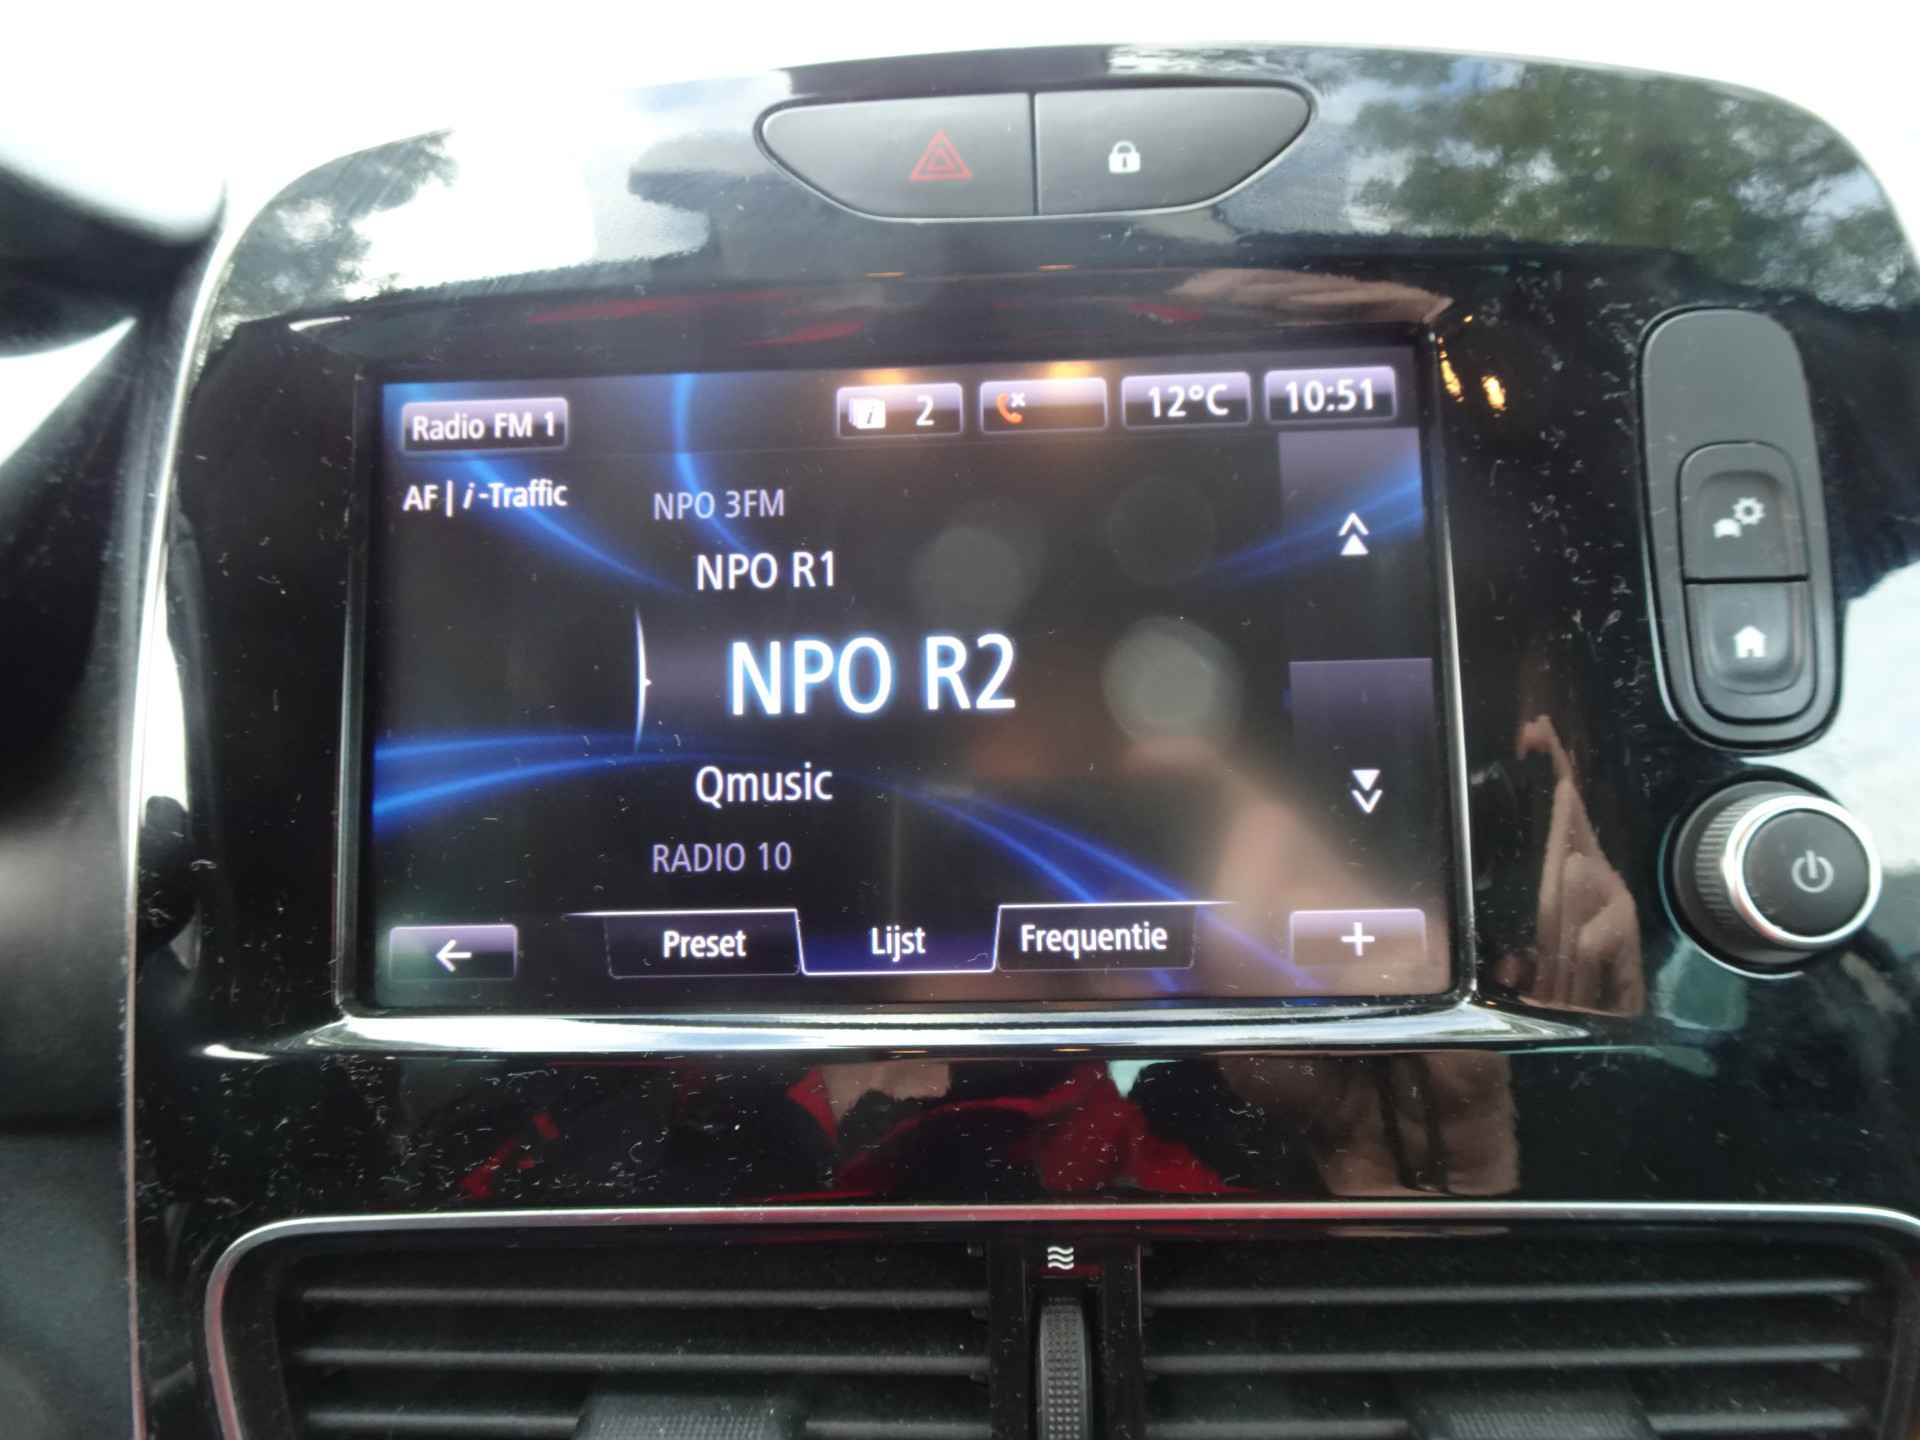 Radio FM 1
2
12°C
10:51
AF | i-Traffic
NPO 3FM
NPO R1
NPO R2
Qmusic
RADIO 10
Preset
Lijst
Frequentie
+